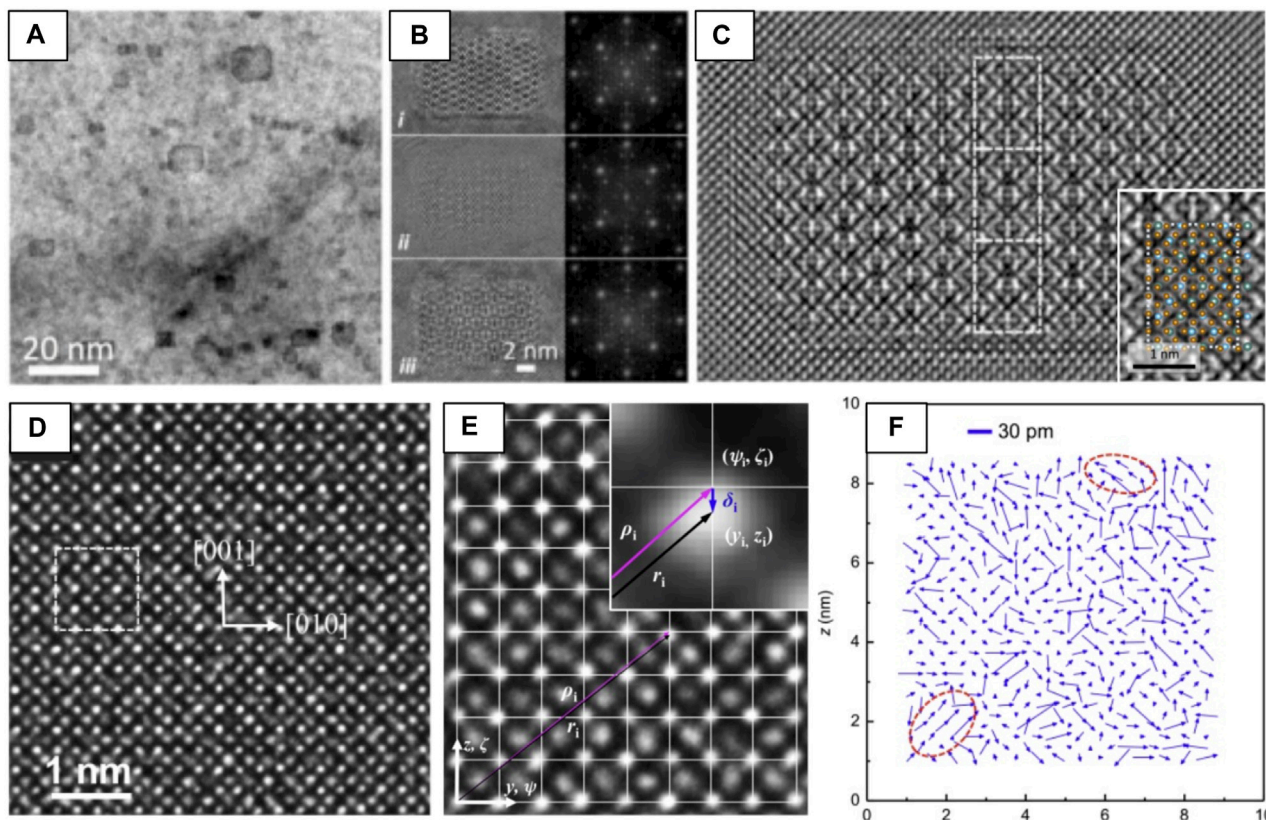 A
20 nm
B
i
ii
iii
2 nm
C
1 nm
D
[001]
[010]
1 nm
E
(ψᵢ, ζᵢ)
δᵢ
ρᵢ
(yᵢ, zᵢ)
rᵢ
ρᵢ
rᵢ
z, ζ
y, ψ
F
30 pm
10
8
6
4
2
0
z (nm)
0 2 4 6 8 10